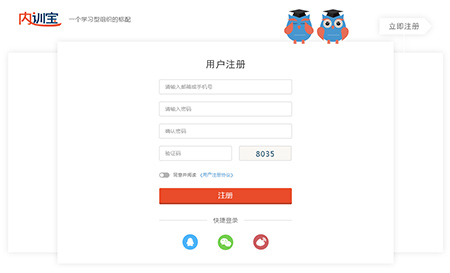 内训宝
一个学习型组织的标配
立即注册
用户注册
请输入邮箱或手机号
请输入密码
确认密码
验证码
8035
同意并阅读《用户注册协议》
注册
快捷登录